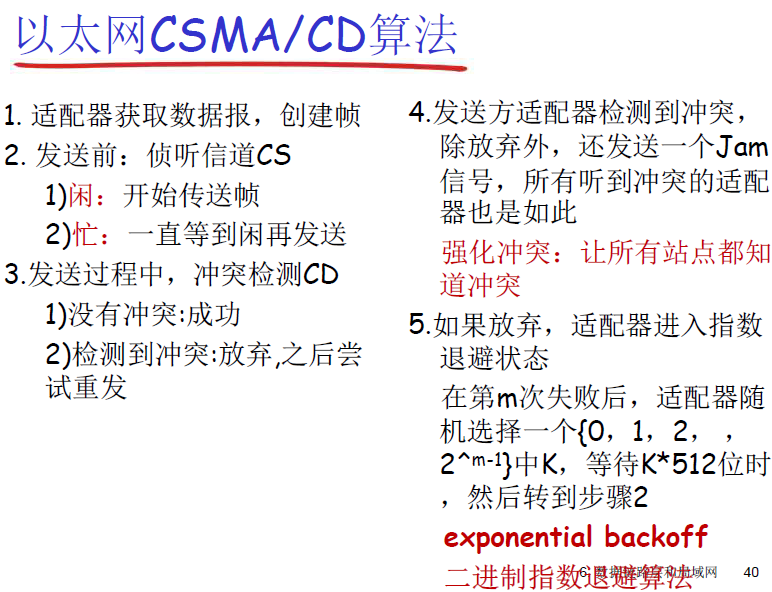 以太网CSMA/CD算法
1. 适配器获取数据报，创建帧
2. 发送前：侦听信道CS
1)闲：开始传送帧
2)忙：一直等到闲再发送
3.发送过程中，冲突检测CD
1)没有冲突:成功
2)检测到冲突:放弃,之后尝
试重发
4.发送方适配器检测到冲突，
除放弃外，还发送一个Jam
信号，所有听到冲突的适配
器也是如此
强化冲突：让所有站点都知
道冲突
5.如果放弃，适配器进入指数
退避状态
在第m次失败后，适配器随
机选择一个{0，1，2， ，
2^m-1}中K，等待K*512位时
，然后转到步骤2
exponential backoff
二进制指数退避算法
6 数据链路层和局域网 40